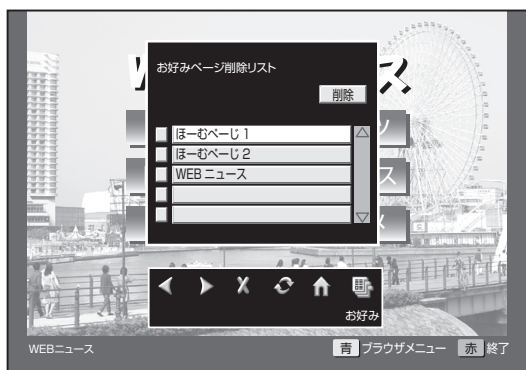 お好みページ削除リスト
削除
ほーむぺーじ 1
ほーむぺーじ 2
WEB ニュース
お好み
WEBニュース
青 ブラウザメニュー 赤 終了